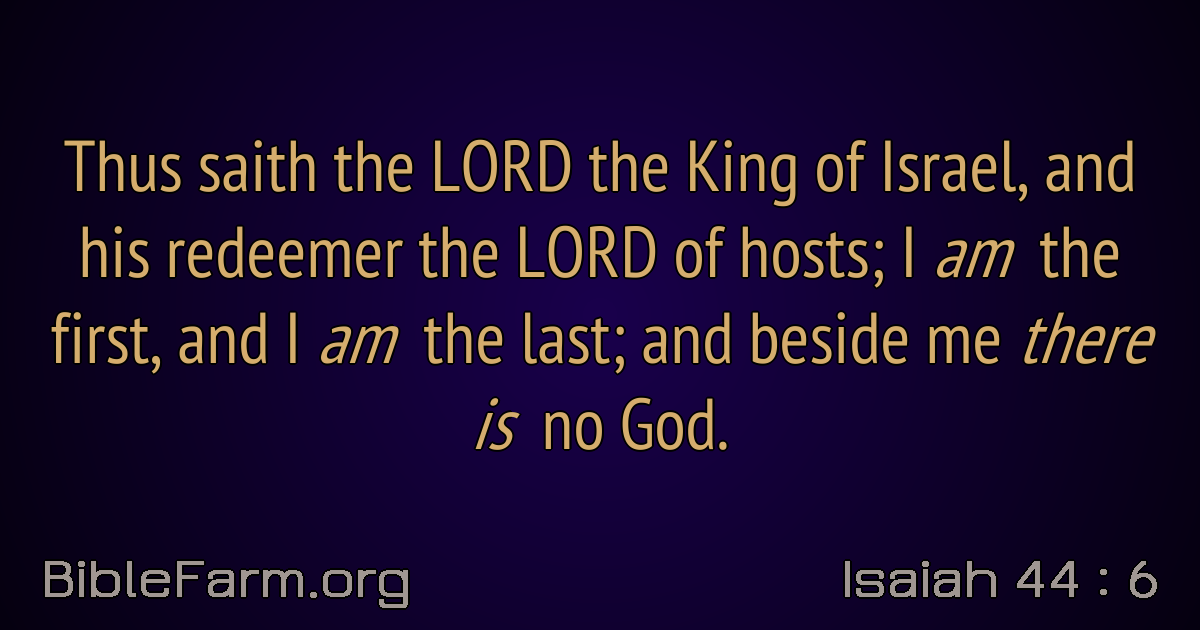 Thus saith the LORD the King of Israel, and
his redeemer the LORD of hosts; I am the
first, and I am the last; and beside me there
is no God.
BibleFarm.org
Isaiah 44 : 6